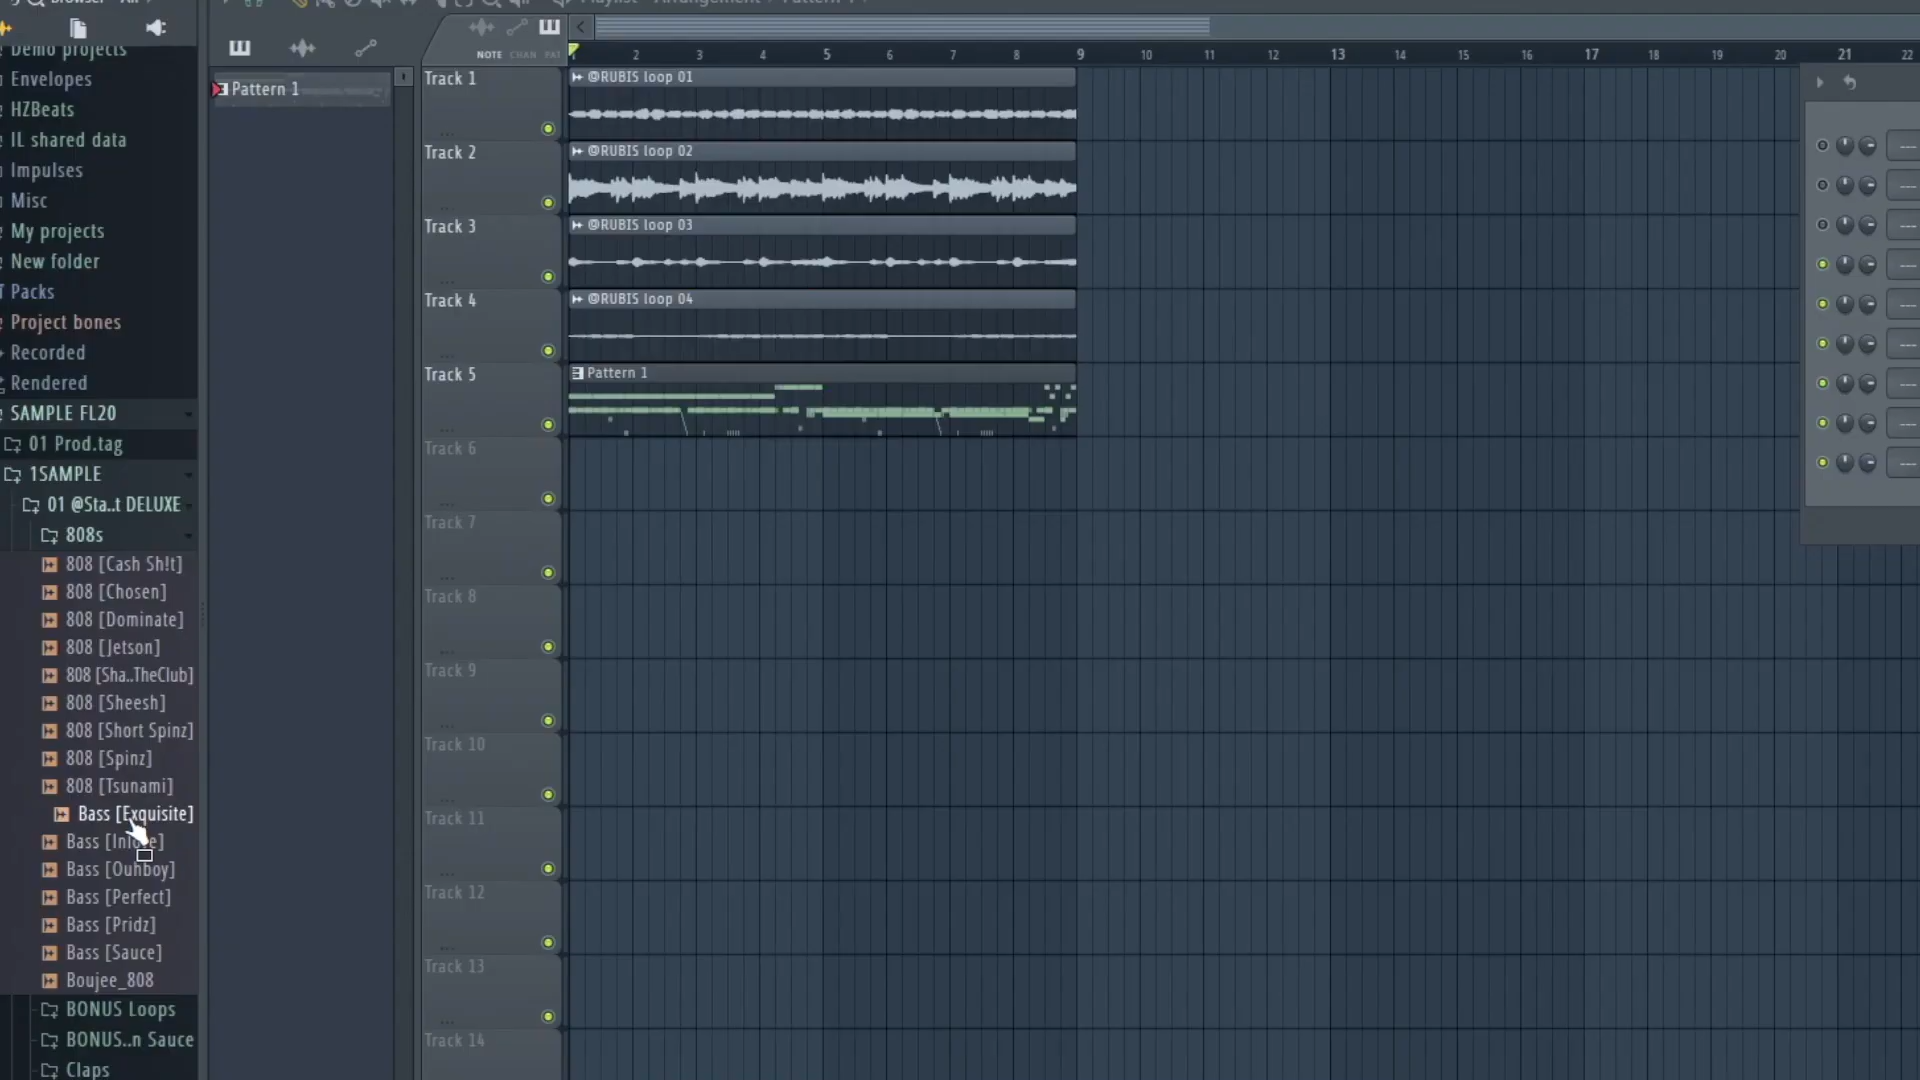 Browser - All
Playlist - Arrangement Pattern 1
Demo projects
Envelopes
HZBeats
IL shared data
Impulses
Misc
My projects
New folder
Packs
Project bones
Recorded
Rendered
SAMPLE FL20
01 Prod.tag
1SAMPLE
01 @Sta..t DELUXE
808s
808 [Cash Sh!t]
808 [Chosen]
808 [Dominate]
808 [Jetson]
808 [Sha..TheClub]
808 [Sheesh]
808 [Short Spinz]
808 [Spinz]
808 [Tsunami]
Bass [Exquisite]
Bass [Inlove]
Bass [Ouhboy]
Bass [Perfect]
Bass [Pridz]
Bass [Sauce]
Boujee_808
BONUS Loops
BONUS..n Sauce
Claps
Pattern 1
NOTE CHAN PAT
1 2 3 4 5 6 7 8 9 10 11 12 13 14 15 16 17 18 19 20 21 22
Track 1
@RUBIS loop 01
Track 2
@RUBIS loop 02
Track 3
@RUBIS loop 03
Track 4
@RUBIS loop 04
Track 5
Pattern 1
Track 6
Track 7
Track 8
Track 9
Track 10
Track 11
Track 12
Track 13
Track 14